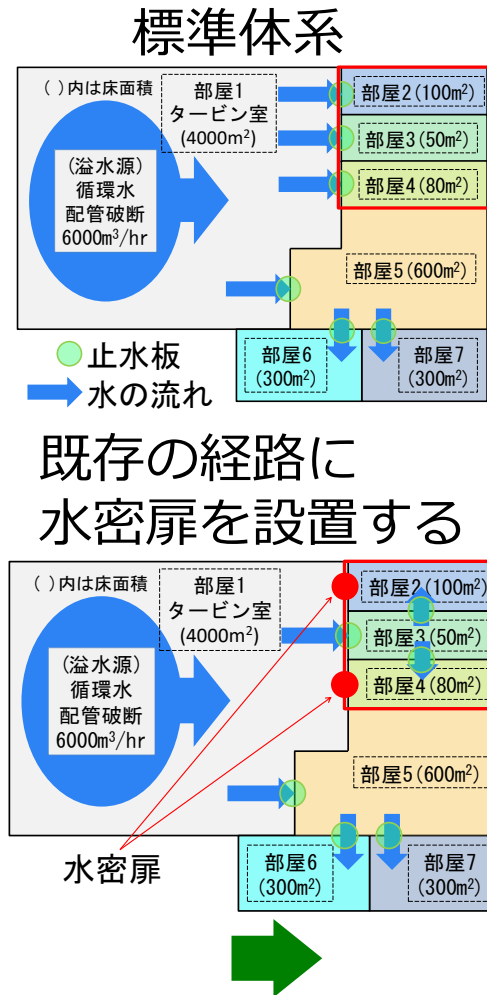 標準体系
( )内は床面積
部屋1
タービン室
(4000m²)
部屋2(100m²)
部屋3(50m²)
部屋4(80m²)
(溢水源)
循環水
配管破断
6000m³/hr
部屋5(600m²)
部屋6
(300m²)
部屋7
(300m²)
止水板
水の流れ
既存の経路に
水密扉を設置する
( )内は床面積
部屋1
タービン室
(4000m²)
部屋2(100m²)
部屋3(50m²)
部屋4(80m²)
(溢水源)
循環水
配管破断
6000m³/hr
部屋5(600m²)
水密扉
部屋6
(300m²)
部屋7
(300m²)